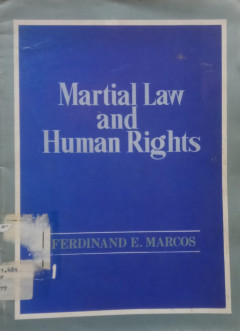 Martial Law
and
Human Rights
FERDINAND E. MARCOS